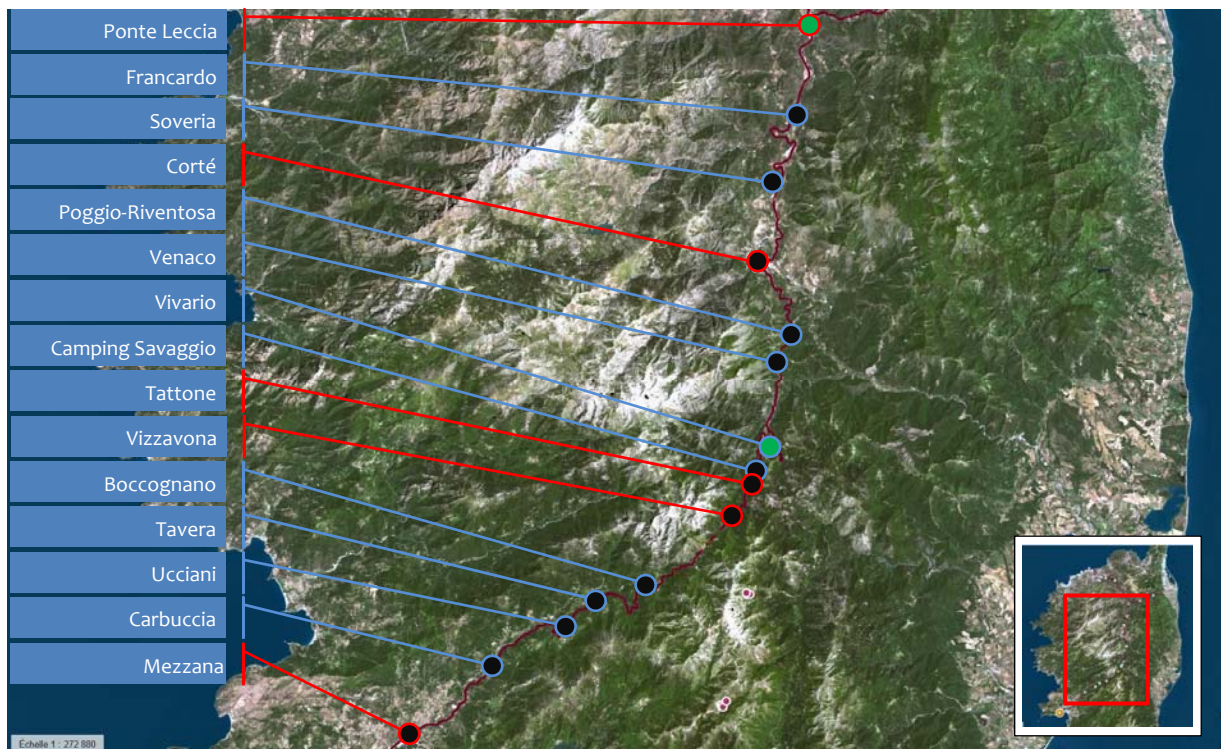 Ponte Leccia
Francardo
Soveria
Corté
Poggio-Riventosa
Venaco
Vivario
Camping Savaggio
Tattone
Vizzavona
Boccognano
Tavera
Ucciani
Carbuccia
Mezzana
Échelle 1 : 272 880